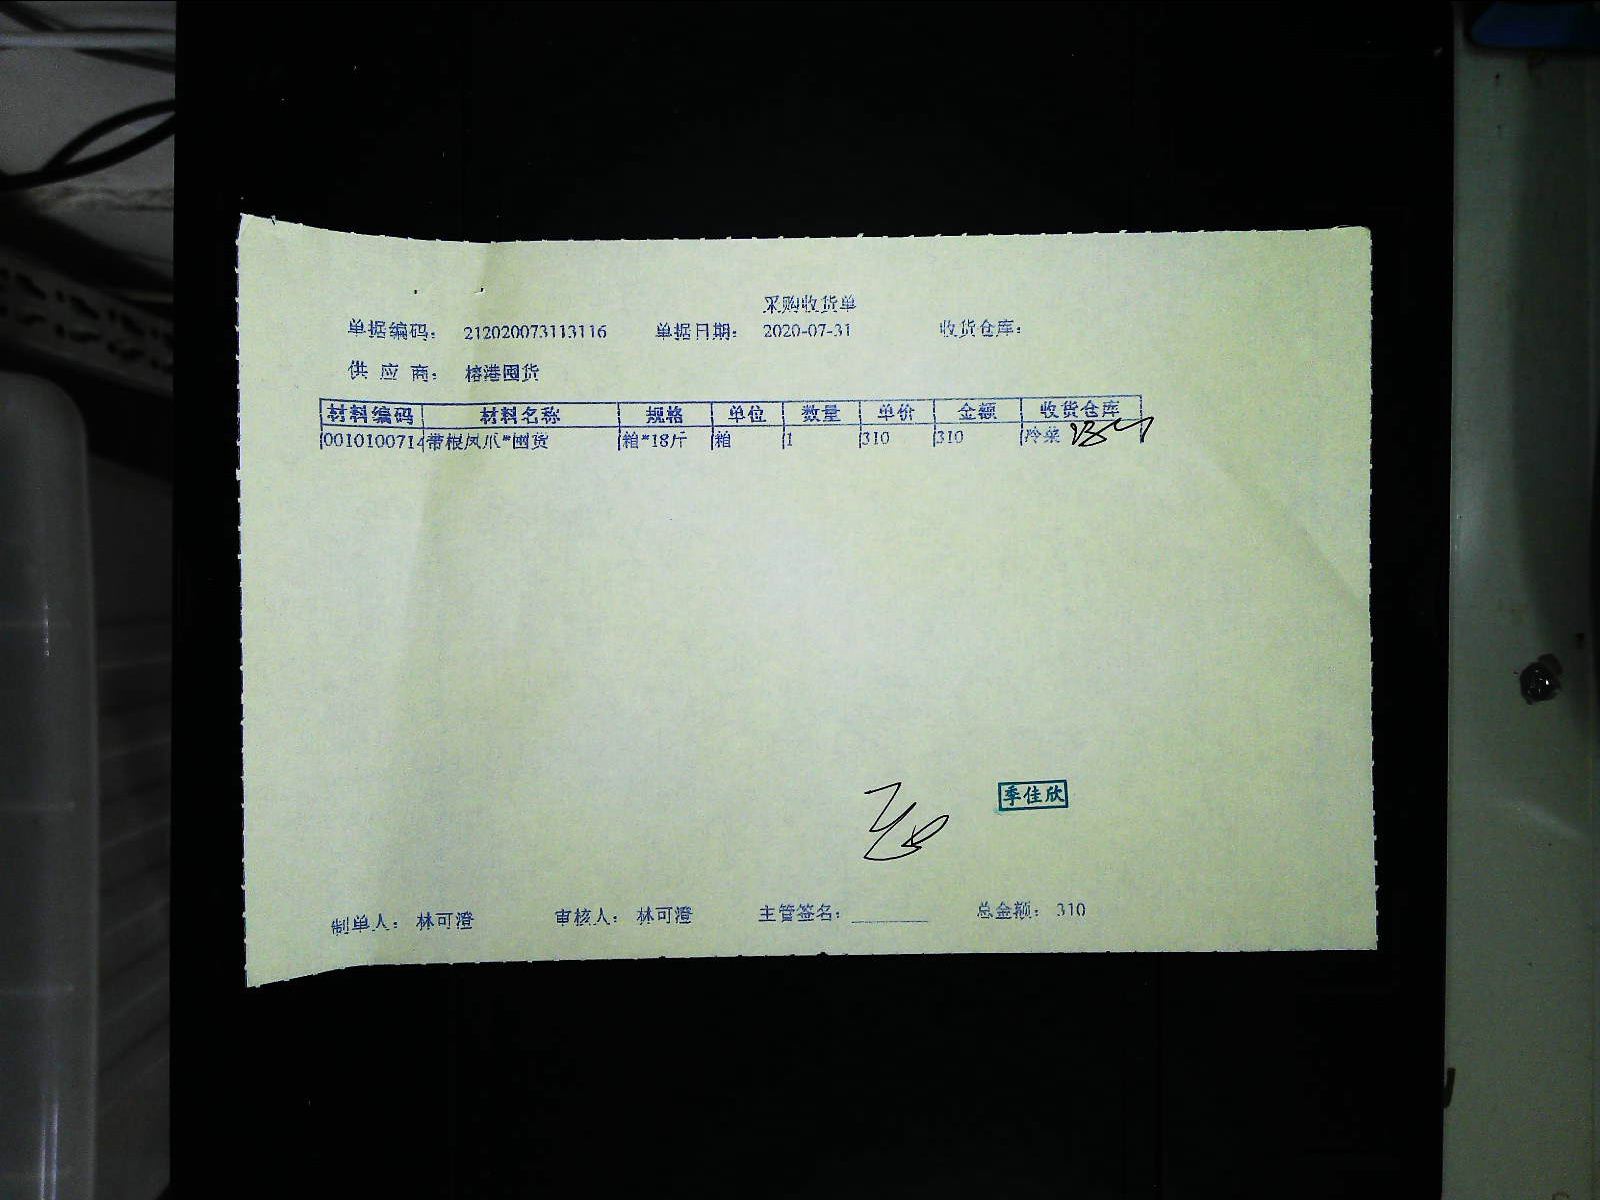 采购收货单
单据编码： 212020073113116 单据日期： 2020-07-31 收货仓库：
供 应 商： 榕港囤货
材料编码 材料名称 规格 单位 数量 单价 金额 收货仓库
0010100714 带根凤爪*囤货 箱*18斤 箱 1 310 310 冷菜
季佳欣
制单人： 林可澄 审核人： 林可澄 主管签名： 总金额： 310